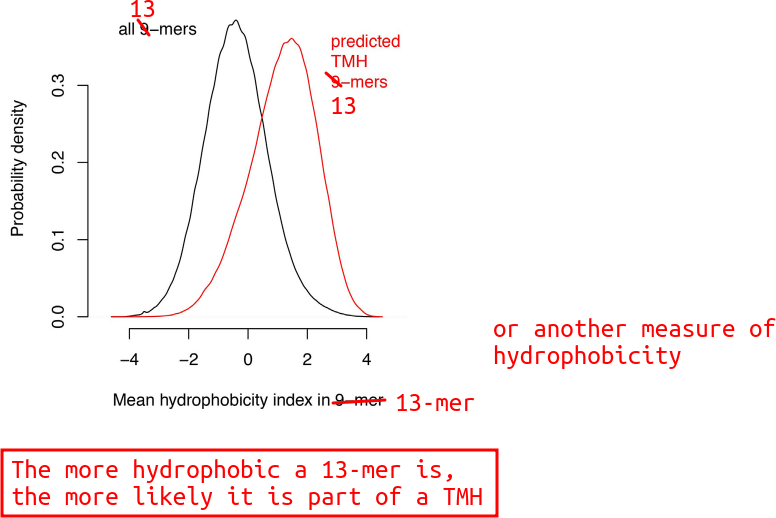 13
all 9–mers
predicted
TMH
9–mers
13
Probability density
0.3
0.2
0.1
0.0
−4 −2 0 2 4
or another measure of
hydrophobicity
Mean hydrophobicity index in 9–mer 13-mer
The more hydrophobic a 13-mer is,
the more likely it is part of a TMH